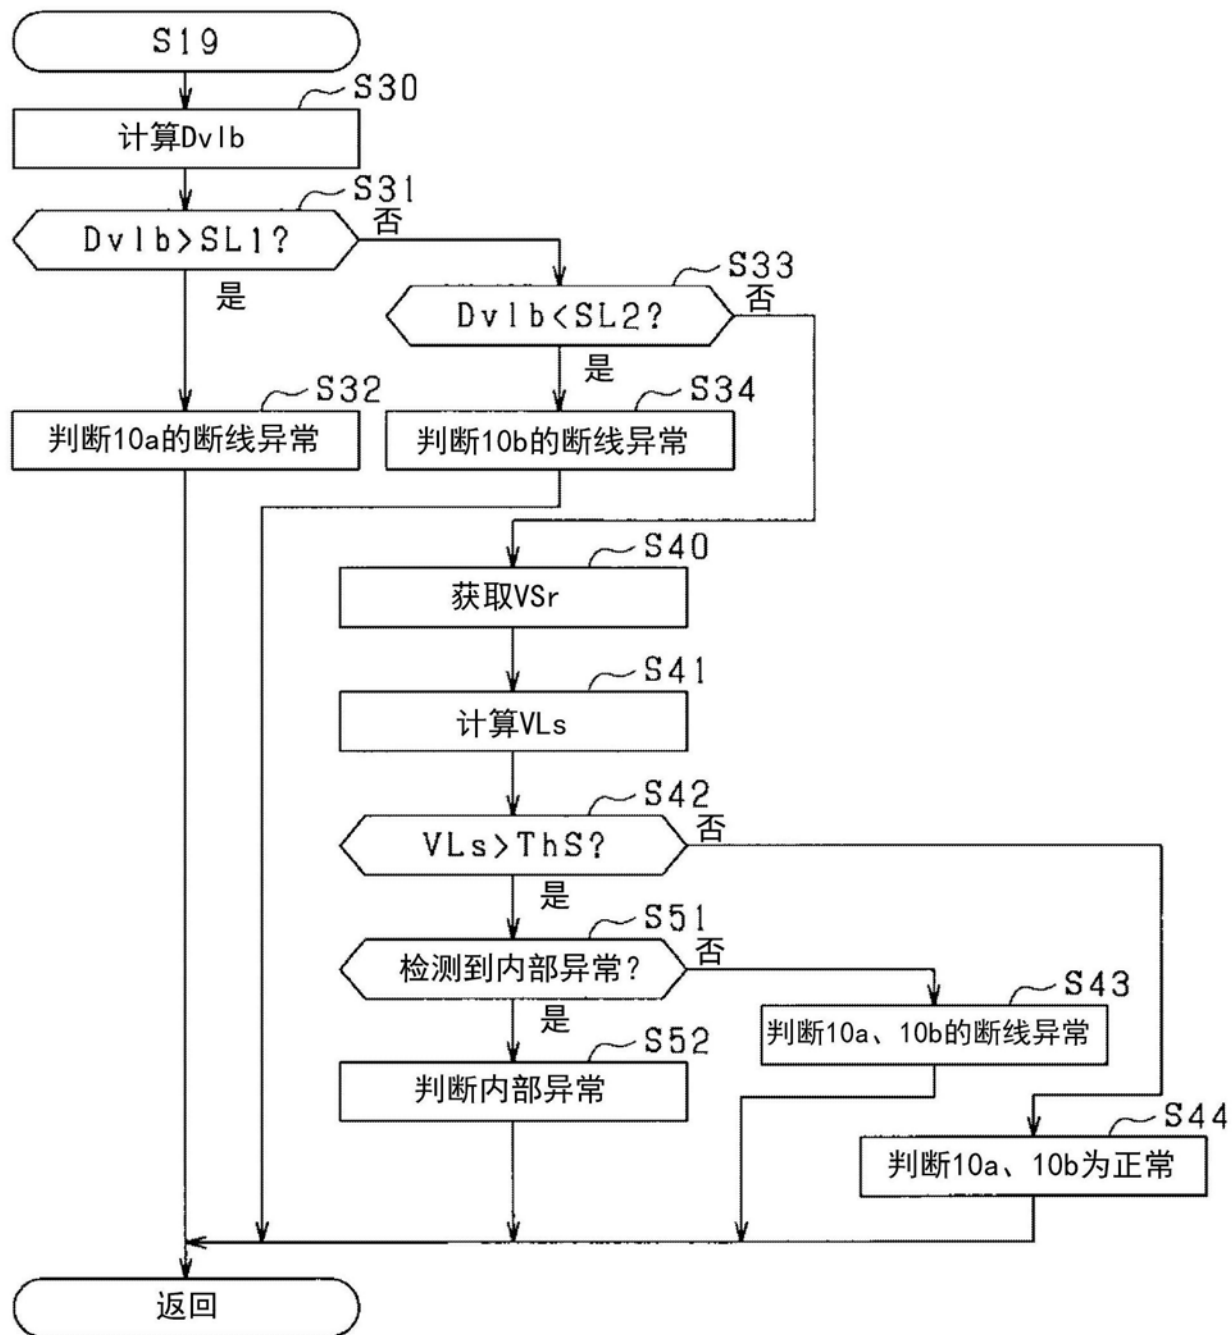 S19
S30
计算Dvlb
S31
Dvlb>SL1?
否
是
S33
Dvlb<SL2?
否
是
S32
判断10a的断线异常
S34
判断10b的断线异常
S40
获取VSr
S41
计算VLs
S42
VLs>ThS?
否
是
S51
检测到内部异常?
否
是
S43
判断10a、10b的断线异常
S52
判断内部异常
S44
判断10a、10b为正常
返回